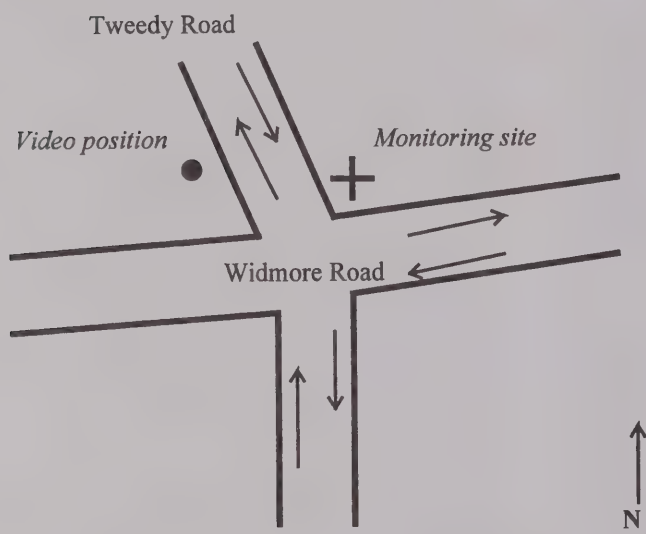 Tweedy Road
Video position
Monitoring site
Widmore Road
N